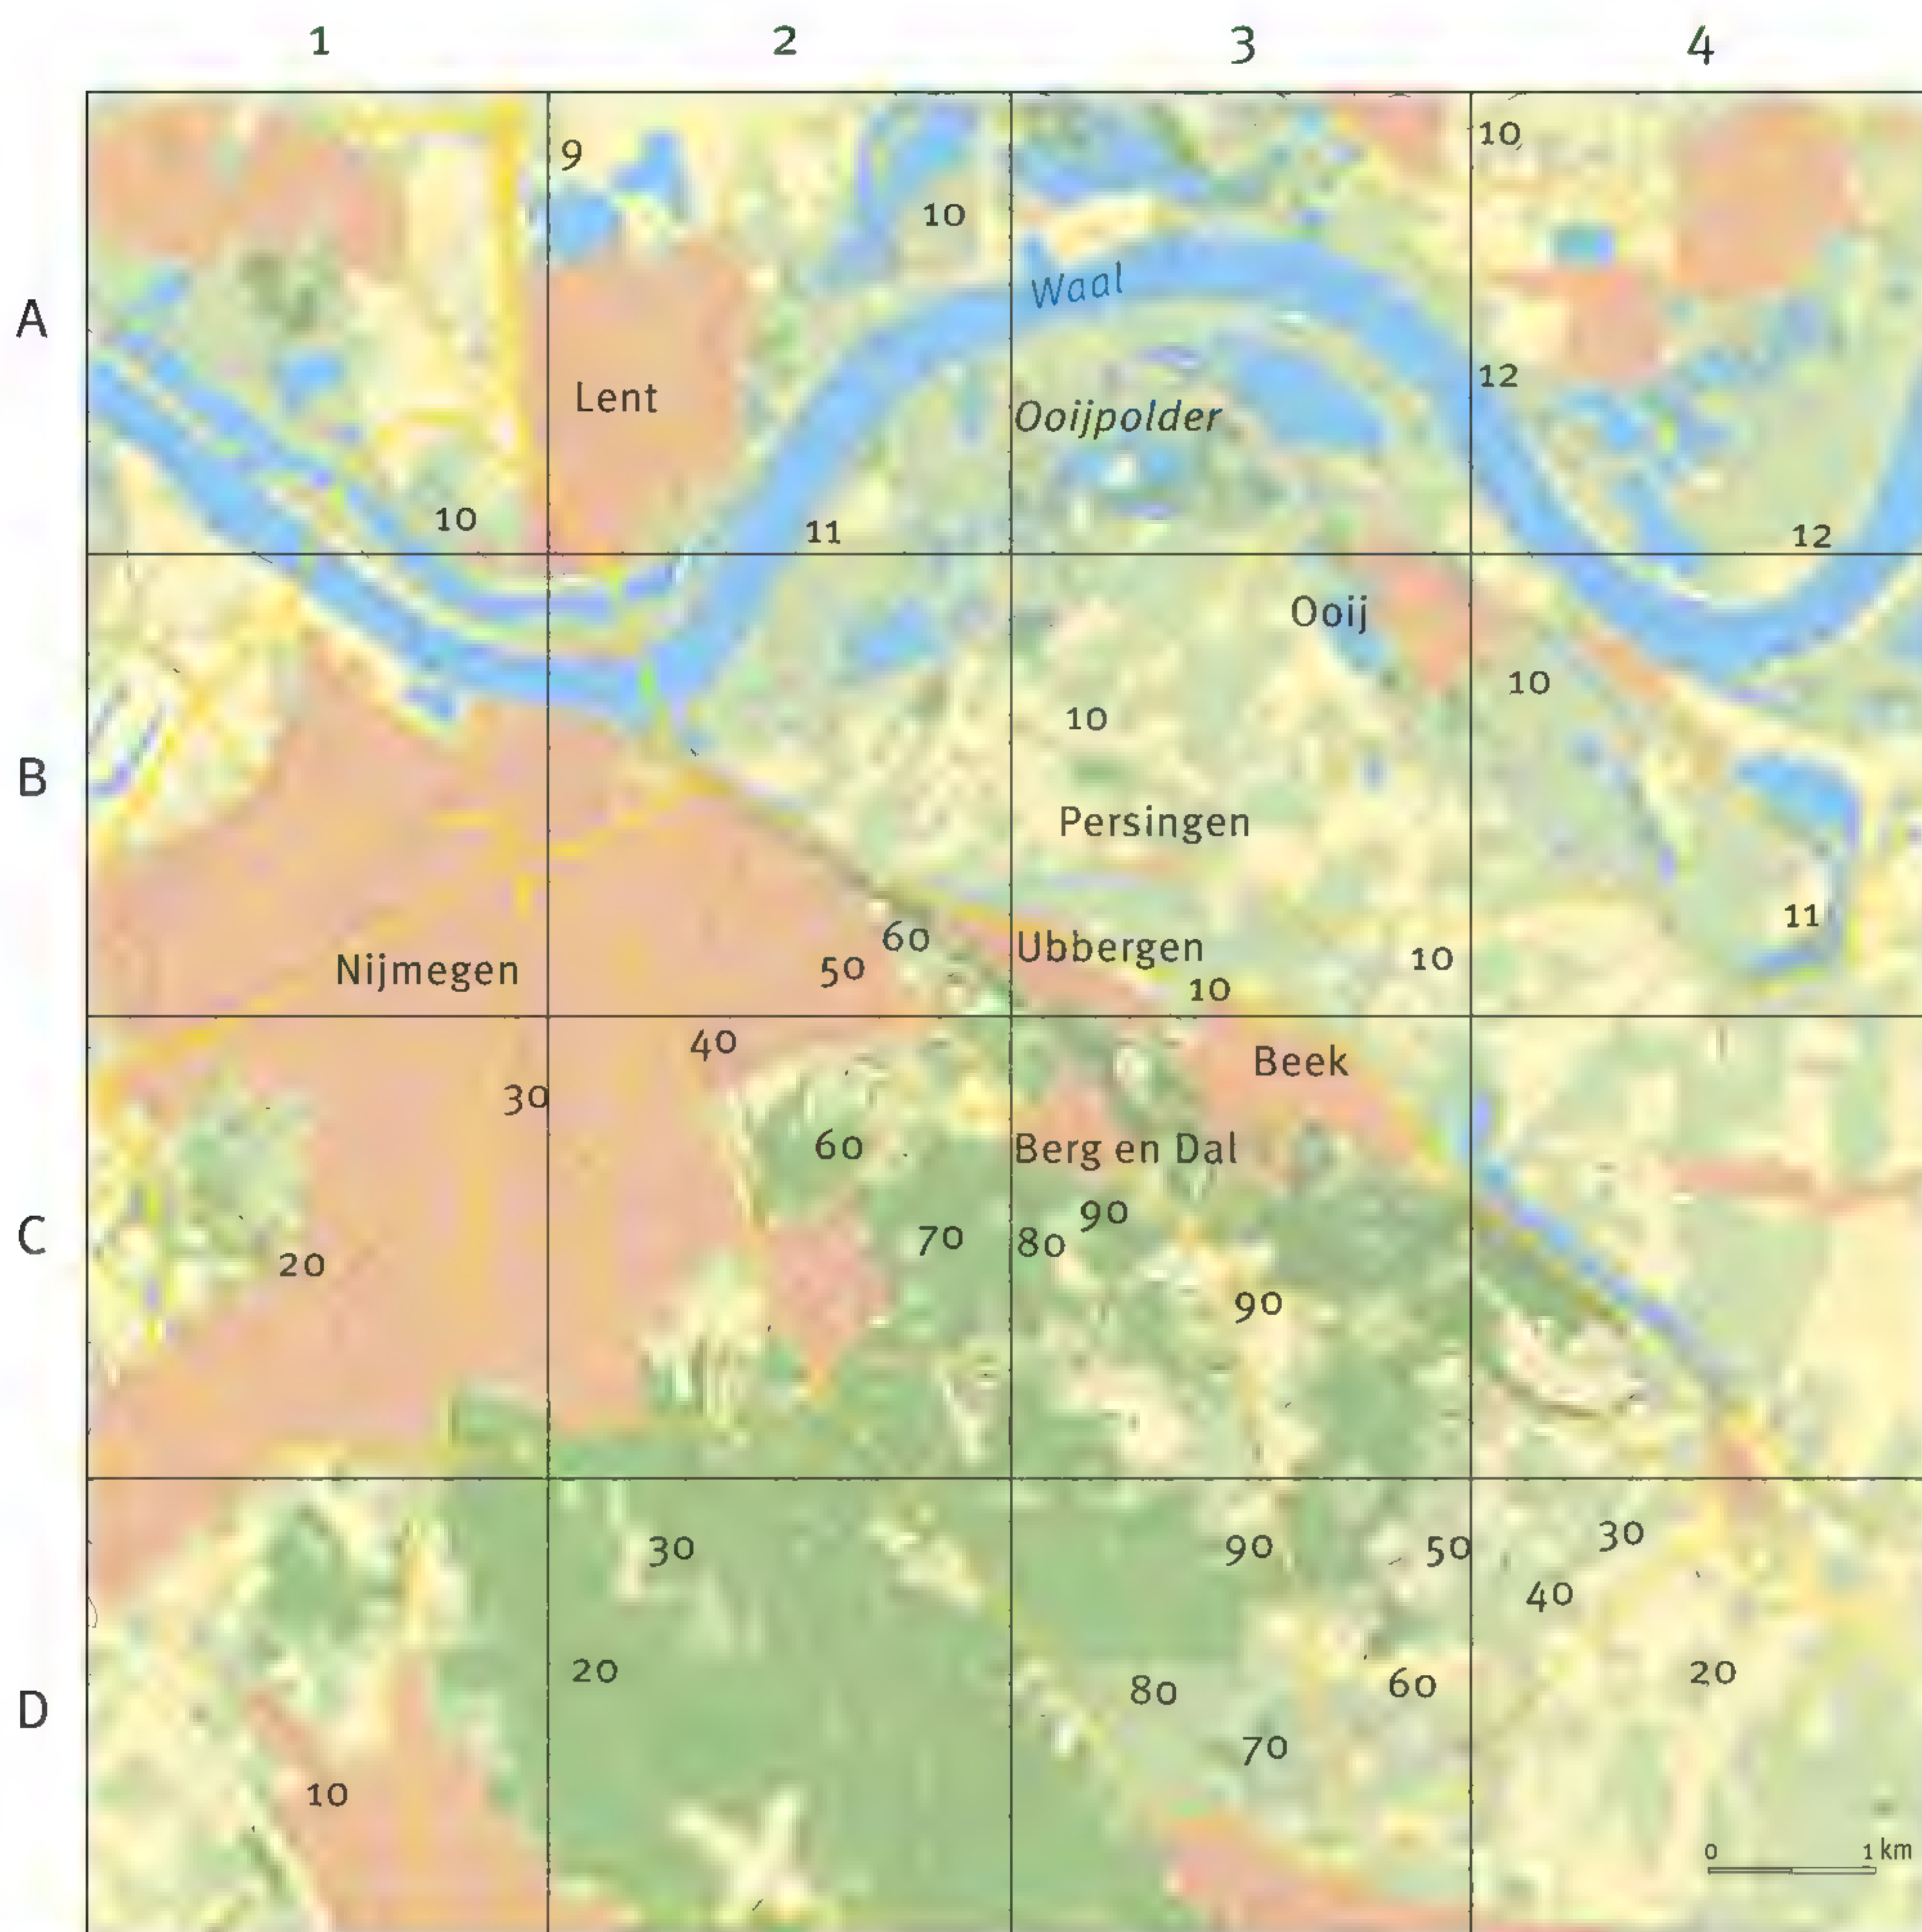 1 2 3 4
9 10
10
Waal
A
12
Lent
Ooijpolder
10 11 12
Ooij
10
10
B
Persingen
11
60 Ubbergen
Nijmegen 50 10
10
40
Beek
30
60 Berg en Dal
90
C 70 80
20
90
30 90 50 30
40
20 80 60 20
D
70
10
0 1 km